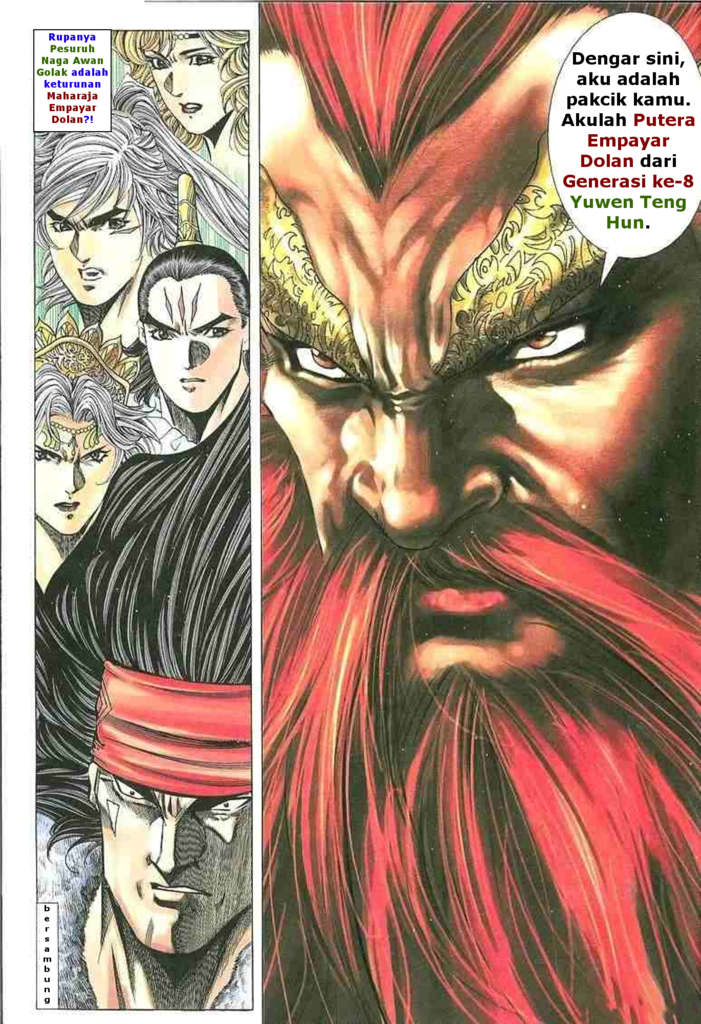 Rupanya
Pesuruh
Naga Awan
Golak adalah
keturunan
Maharaja
Empayar
Dolan?!
Dengar sini,
aku adalah
pakcik kamu.
Akulah Putera
Empayar
Dolan dari
Generasi ke-8
Yuwen Teng
Hun.
bersambung